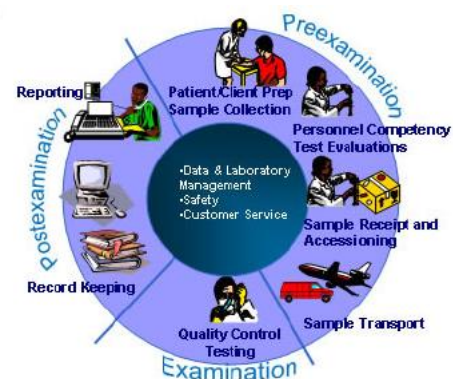 Preexamination
Patient/Client Prep
Sample Collection
Personnel Competency
Test Evaluations
Sample Receipt and
Accessioning
Sample Transport
Examination
Quality Control
Testing
Postexamination
Record Keeping
Reporting
•Data & Laboratory
Management
•Safety
•Customer Service